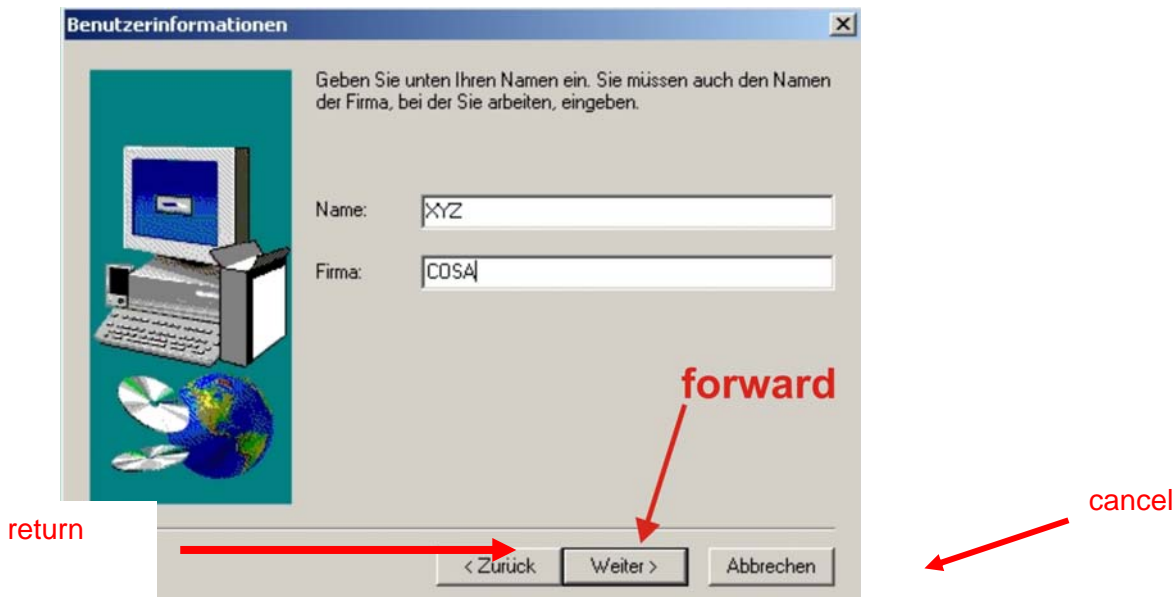 Benutzerinformationen
Geben Sie unten Ihren Namen ein. Sie müssen auch den Namen
der Firma, bei der Sie arbeiten, eingeben.
Name: XYZ
Firma: COSA
forward
cancel
return
< Zurück Weiter > Abbrechen